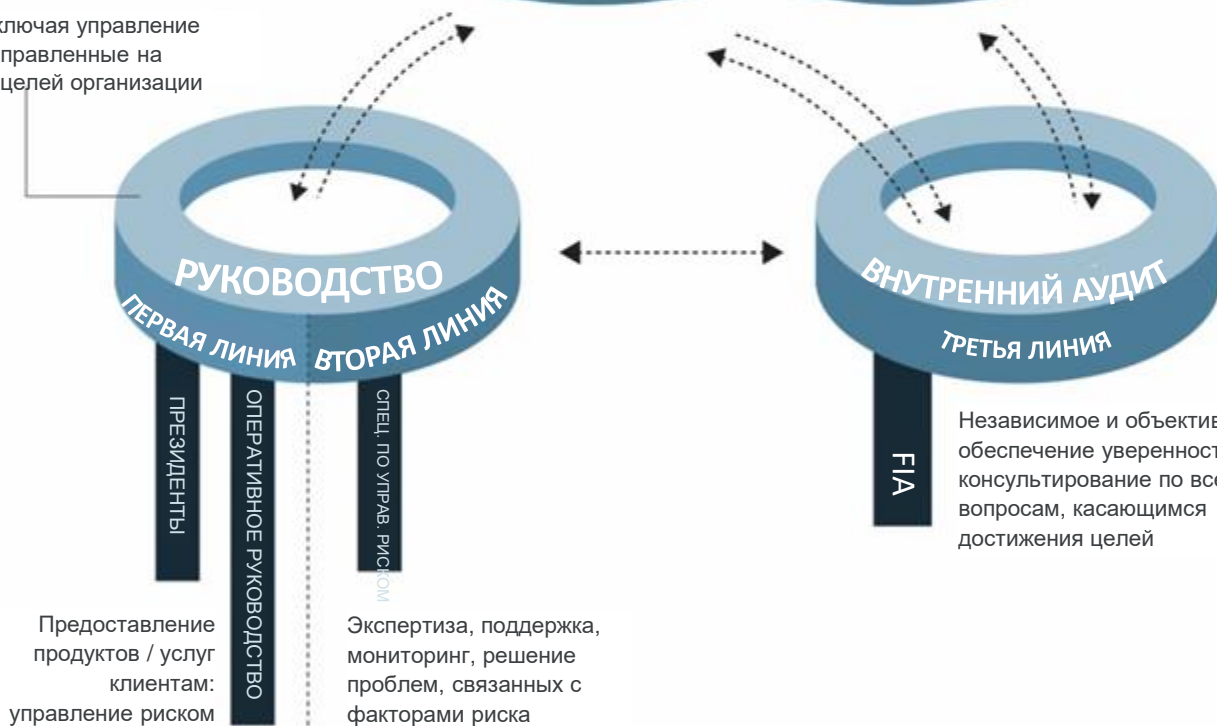 ключая управление
правленные на
целей организации
РУКОВОДСТВО
ПЕРВАЯ ЛИНИЯ
ВТОРАЯ ЛИНИЯ
ВНУТРЕННИЙ АУДИТ
ТРЕТЬЯ ЛИНИЯ
ПРЕЗИДЕНТЫ
ОПЕРАТИВНОЕ РУКОВОДСТВО
СПЕЦ. ПО УПРАВ. РИСКОМ
FIA
Независимое и объектив
обеспечение уверенност
консультирование по все
вопросам, касающимся
достижения целей
Предоставление
продуктов / услуг
клиентам:
управление риском
Экспертиза, поддержка,
мониторинг, решение
проблем, связанных с
факторами риска